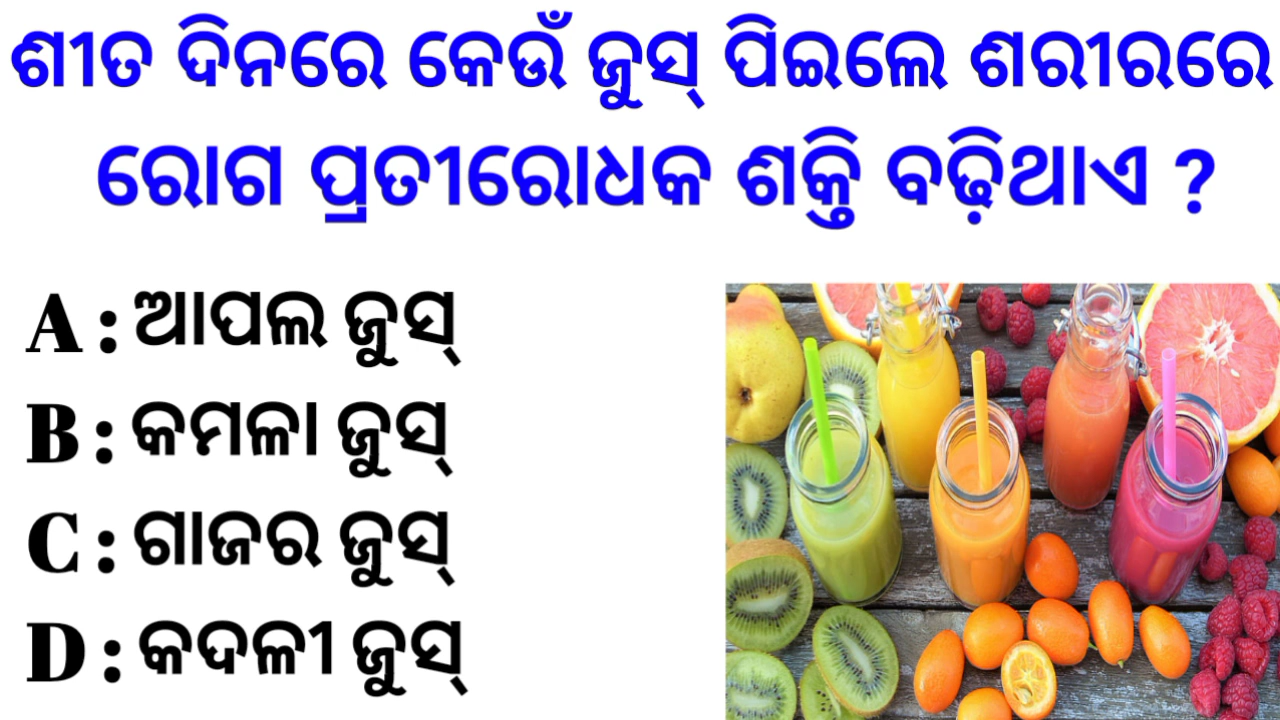 ଶୀତ ଦିନରେ କେଉଁ ଜୁସ୍ ପିଇଲେ ଶରୀରରେ
ରୋଗ ପ୍ରତୀରୋଧକ ଶକ୍ତି ବଢ଼ିଥାଏ ?
A : ଆପଲ ଜୁସ୍
B : କମଳା ଜୁସ୍
C : ଗାଜର ଜୁସ୍
D : କଦଳୀ ଜୁସ୍